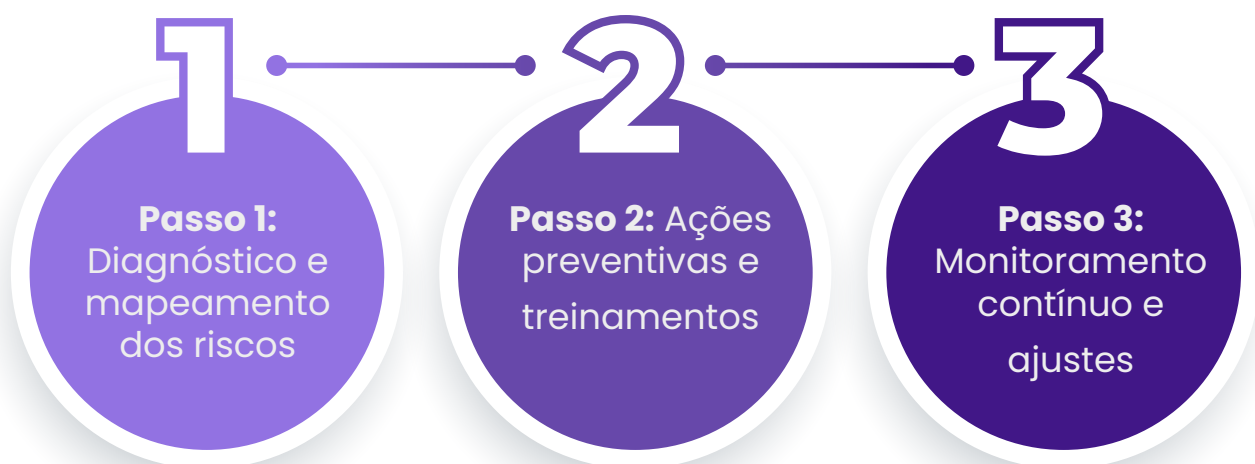 1
2
3
Passo 1:
Diagnóstico e
mapeamento
dos riscos
Passo 2: Ações
preventivas e
treinamentos
Passo 3:
Monitoramento
contínuo e
ajustes